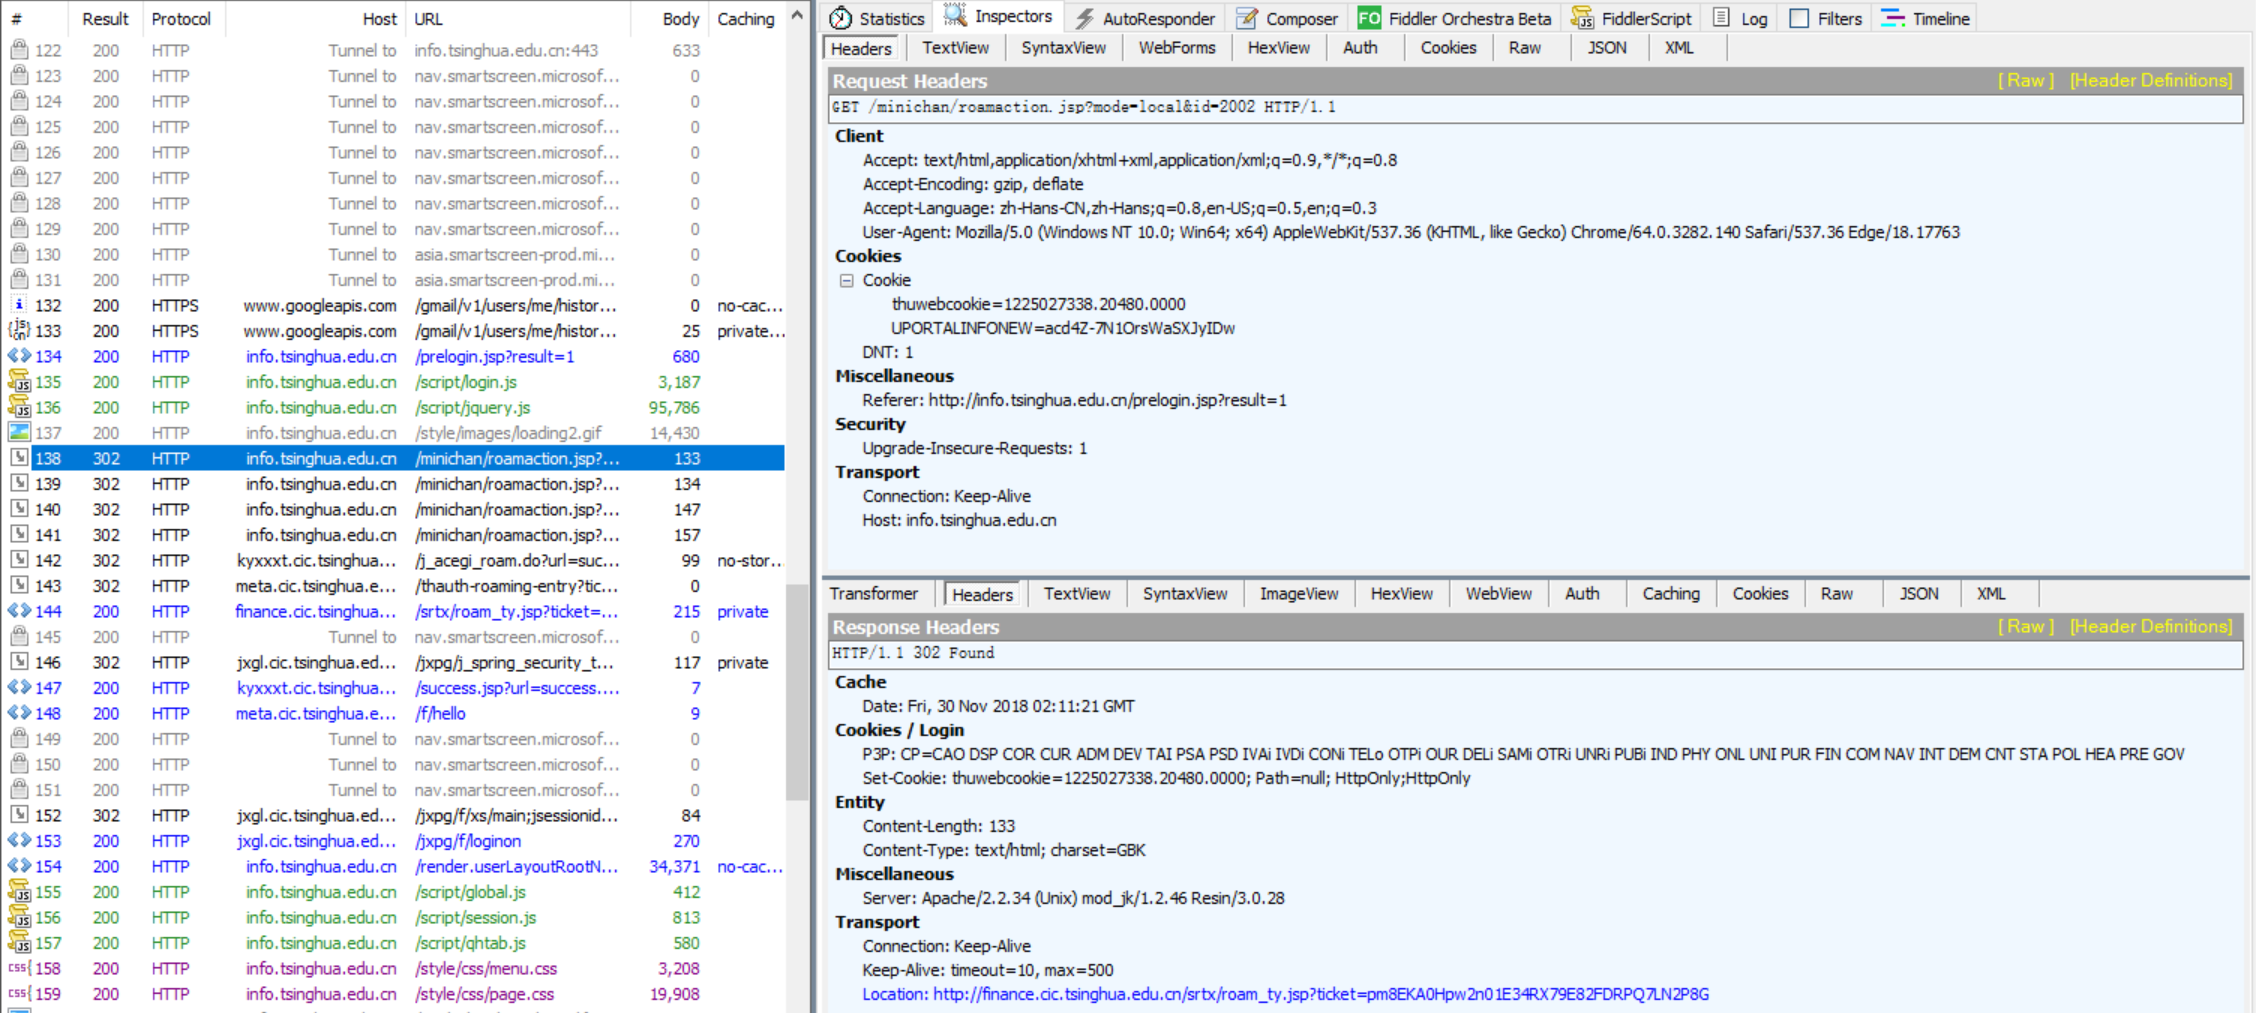 # Result Protocol Host URL Body Caching
122 200 HTTP Tunnel to info.tsinghua.edu.cn:443 633
123 200 HTTP Tunnel to nav.smartscreen.microsof... 0
124 200 HTTP Tunnel to nav.smartscreen.microsof... 0
125 200 HTTP Tunnel to nav.smartscreen.microsof... 0
126 200 HTTP Tunnel to nav.smartscreen.microsof... 0
127 200 HTTP Tunnel to nav.smartscreen.microsof... 0
128 200 HTTP Tunnel to nav.smartscreen.microsof... 0
129 200 HTTP Tunnel to nav.smartscreen.microsof... 0
130 200 HTTP Tunnel to asia.smartscreen-prod.mi... 0
131 200 HTTP Tunnel to asia.smartscreen-prod.mi... 0
132 200 HTTPS www.googleapis.com /gmail/v1/users/me/histor... 0 no-cac...
133 200 HTTPS www.googleapis.com /gmail/v1/users/me/histor... 25 private...
134 200 HTTP info.tsinghua.edu.cn /prelogin.jsp?result=1 680
135 200 HTTP info.tsinghua.edu.cn /script/login.js 3,187
136 200 HTTP info.tsinghua.edu.cn /script/jquery.js 95,786
137 200 HTTP info.tsinghua.edu.cn /style/images/loading2.gif 14,430
138 302 HTTP info.tsinghua.edu.cn /minichan/roamaction.jsp?... 133
139 302 HTTP info.tsinghua.edu.cn /minichan/roamaction.jsp?... 134
140 302 HTTP info.tsinghua.edu.cn /minichan/roamaction.jsp?... 147
141 302 HTTP info.tsinghua.edu.cn /minichan/roamaction.jsp?... 157
142 302 HTTP kyxxxt.cic.tsinghua... /j_acegi_roam.do?url=suc... 99 no-stor...
143 302 HTTP meta.cic.tsinghua.e... /thauth-roaming-entry?tic... 0
144 200 HTTP finance.cic.tsinghua... /srtx/roam_ty.jsp?ticket=... 215 private
145 200 HTTP Tunnel to nav.smartscreen.microsof... 0
146 302 HTTP jxgl.cic.tsinghua.ed... /jxpg/j_spring_security_t... 117 private
147 200 HTTP kyxxxt.cic.tsinghua... /success.jsp?url=success.... 7
148 200 HTTP meta.cic.tsinghua.e... /f/hello 9
149 200 HTTP Tunnel to nav.smartscreen.microsof... 0
150 200 HTTP Tunnel to nav.smartscreen.microsof... 0
151 200 HTTP Tunnel to nav.smartscreen.microsof... 0
152 302 HTTP jxgl.cic.tsinghua.ed... /jxpg/f/xs/main;jsessionid... 84
153 200 HTTP jxgl.cic.tsinghua.ed... /jxpg/f/loginon 270
154 200 HTTP info.tsinghua.edu.cn /render.userLayoutRootN... 34,371 no-cac...
155 200 HTTP info.tsinghua.edu.cn /script/global.js 412
156 200 HTTP info.tsinghua.edu.cn /script/session.js 813
157 200 HTTP info.tsinghua.edu.cn /script/qhtab.js 580
158 200 HTTP info.tsinghua.edu.cn /style/css/menu.css 3,208
159 200 HTTP info.tsinghua.edu.cn /style/css/page.css 19,908
Statistics Inspectors AutoResponder Composer FO Fiddler Orchestra Beta FiddlerScript Log Filters Timeline
Headers TextView SyntaxView WebForms HexView Auth Cookies Raw JSON XML
Request Headers [ Raw ] [Header Definitions]
GET /minichan/roamaction.jsp?mode=local&id=2002 HTTP/1.1
Client
Accept: text/html,application/xhtml+xml,application/xml;q=0.9,*/*;q=0.8
Accept-Encoding: gzip, deflate
Accept-Language: zh-Hans-CN,zh-Hans;q=0.8,en-US;q=0.5,en;q=0.3
User-Agent: Mozilla/5.0 (Windows NT 10.0; Win64; x64) AppleWebKit/537.36 (KHTML, like Gecko) Chrome/64.0.3282.140 Safari/537.36 Edge/18.17763
Cookies
Cookie
thuwebcookie=1225027338.20480.0000
UPORTALINFONEW=acd4Z-7N1OrsWaSXJyIDw
DNT: 1
Miscellaneous
Referer: http://info.tsinghua.edu.cn/prelogin.jsp?result=1
Security
Upgrade-Insecure-Requests: 1
Transport
Connection: Keep-Alive
Host: info.tsinghua.edu.cn
Transformer Headers TextView SyntaxView ImageView HexView WebView Auth Caching Cookies Raw JSON XML
Response Headers [ Raw ] [Header Definitions]
HTTP/1.1 302 Found
Cache
Date: Fri, 30 Nov 2018 02:11:21 GMT
Cookies / Login
P3P: CP=CAO DSP COR CUR ADM DEV TAI PSA PSD IVAi IVDi CONi TELo OTPi OUR DELi SAMi OTRi UNRi PUBi IND PHY ONL UNI PUR FIN COM NAV INT DEM CNT STA POL HEA PRE GOV
Set-Cookie: thuwebcookie=1225027338.20480.0000; Path=null; HttpOnly;HttpOnly
Entity
Content-Length: 133
Content-Type: text/html; charset=GBK
Miscellaneous
Server: Apache/2.2.34 (Unix) mod_jk/1.2.46 Resin/3.0.28
Transport
Connection: Keep-Alive
Keep-Alive: timeout=10, max=500
Location: http://finance.cic.tsinghua.edu.cn/srtx/roam_ty.jsp?ticket=pm8EKA0Hpw2n01E34RX79E82FDRPQ7LN2P8G